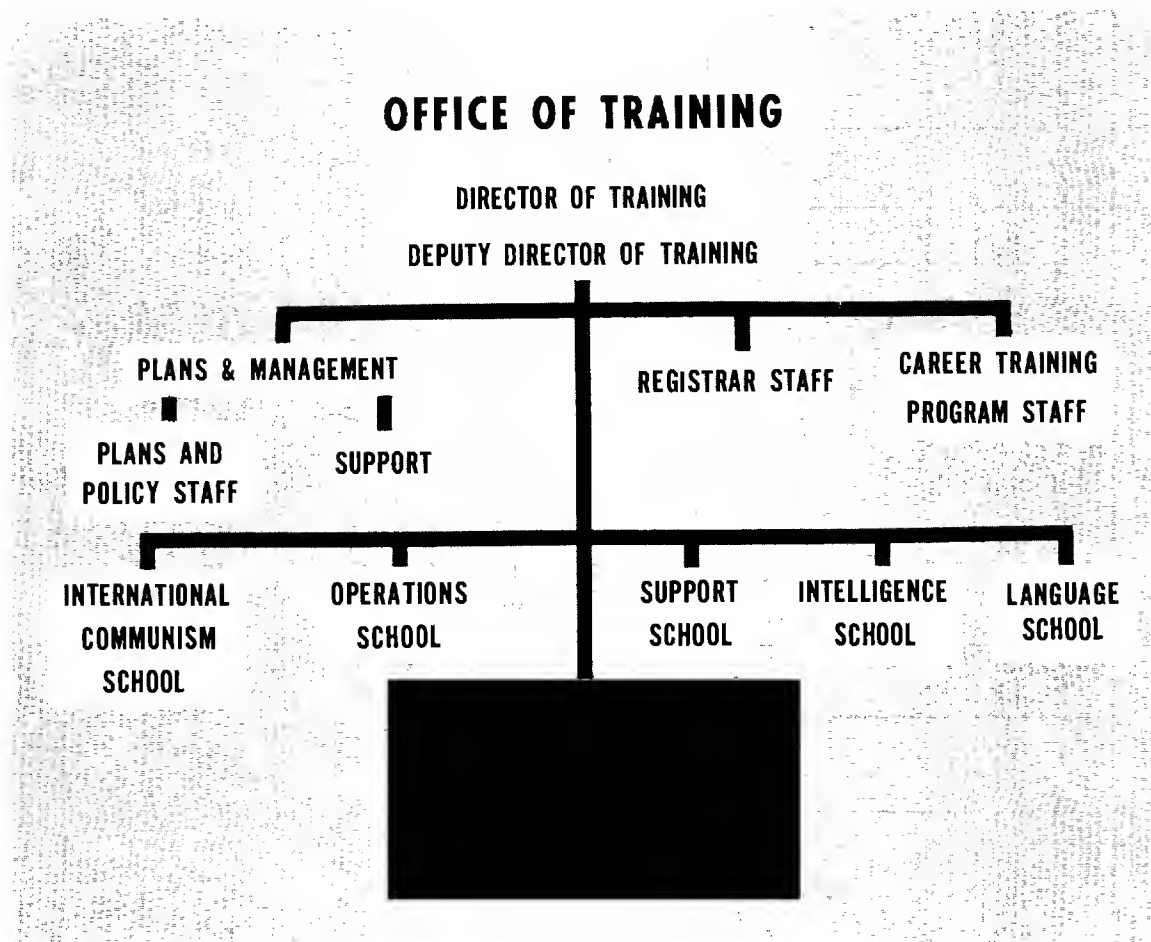 OFFICE OF TRAINING
DIRECTOR OF TRAINING
DEPUTY DIRECTOR OF TRAINING
PLANS & MANAGEMENT
REGISTRAR STAFF
CAREER TRAINING
PROGRAM STAFF
PLANS AND
POLICY STAFF
SUPPORT
INTERNATIONAL
COMMUNISM
SCHOOL
OPERATIONS
SCHOOL
SUPPORT
SCHOOL
INTELLIGENCE
SCHOOL
LANGUAGE
SCHOOL